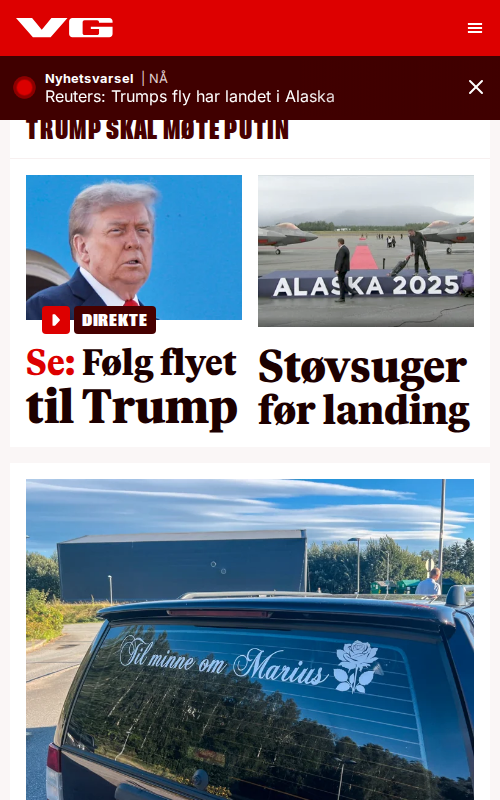 VG
Nyhetsvarsel | NÅ
Reuters: Trumps fly har landet i Alaska
TRUMP SKAL MØTE PUTIN
ALASKA 2025
DIREKTE
Se: Følg flyet
til Trump
Støvsuger
før landing
Til minne om Marius